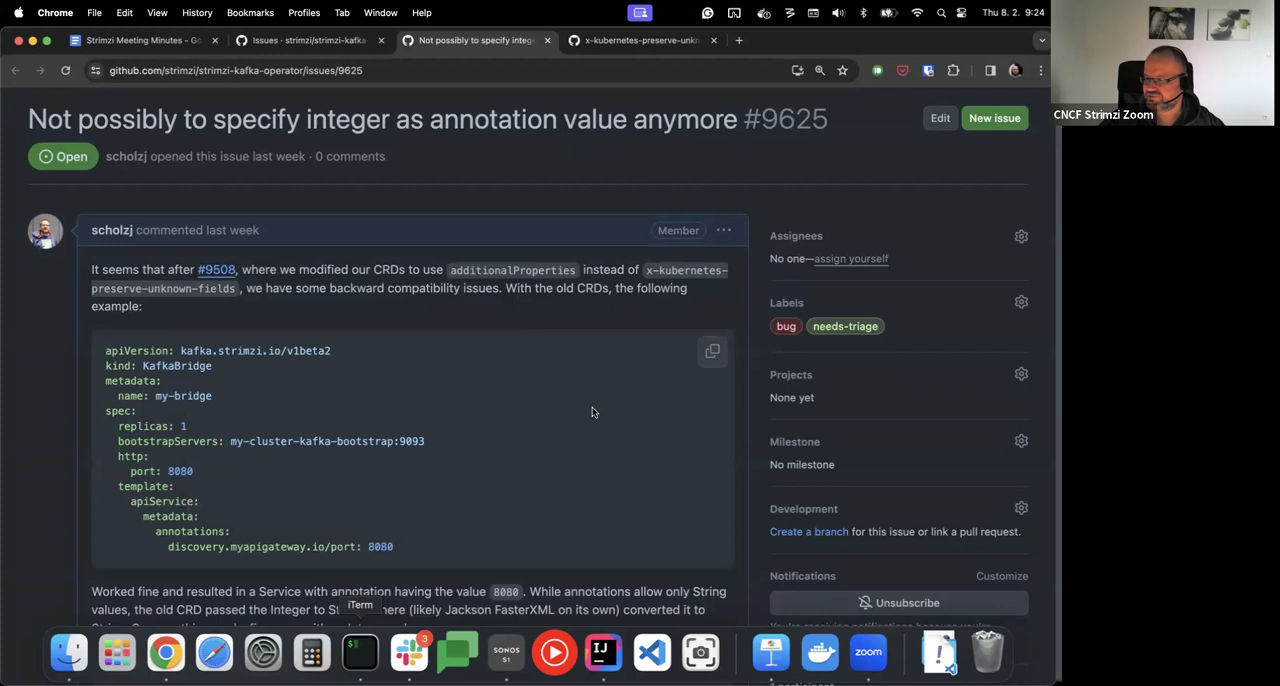 Chrome File Edit View History Bookmarks Profiles Tab Window Help Thu 8. 2. 9:24
Strimzi Meeting Minutes - Go
Issues · strimzi/strimzi-kafka-
Not possibly to specify integ
x-kubernetes-preserve-unkn
github.com/strimzi/strimzi-kafka-operator/issues/9625
CNCF Strimzi Zoom
Not possibly to specify integer as annotation value anymore #9625
Edit
New issue
Open
scholzj opened this issue last week · 0 comments
scholzj commented last week
Member
It seems that after #9508, where we modified our CRDs to use additionalProperties instead of x-kubernetes-
preserve-unknown-fields, we have some backward compatibility issues. With the old CRDs, the following
example:
apiVersion: kafka.strimzi.io/v1beta2
kind: KafkaBridge
metadata:
name: my-bridge
spec:
replicas: 1
bootstrapServers: my-cluster-kafka-bootstrap:9093
http:
port: 8080
template:
apiService:
metadata:
annotations:
discovery.myapigateway.io/port: 8080
Worked fine and resulted in a Service with annotation having the value 8080. While annotations allow only String
values, the old CRD passed the Integer to St here (likely Jackson FasterXML on its own) converted it to
iTerm
Assignees
No one—assign yourself
Labels
bug
needs-triage
Projects
None yet
Milestone
No milestone
Development
Create a branch for this issue or link a pull request.
Notifications
Customize
Unsubscribe
3
SONOS
S1
IJ
zoom